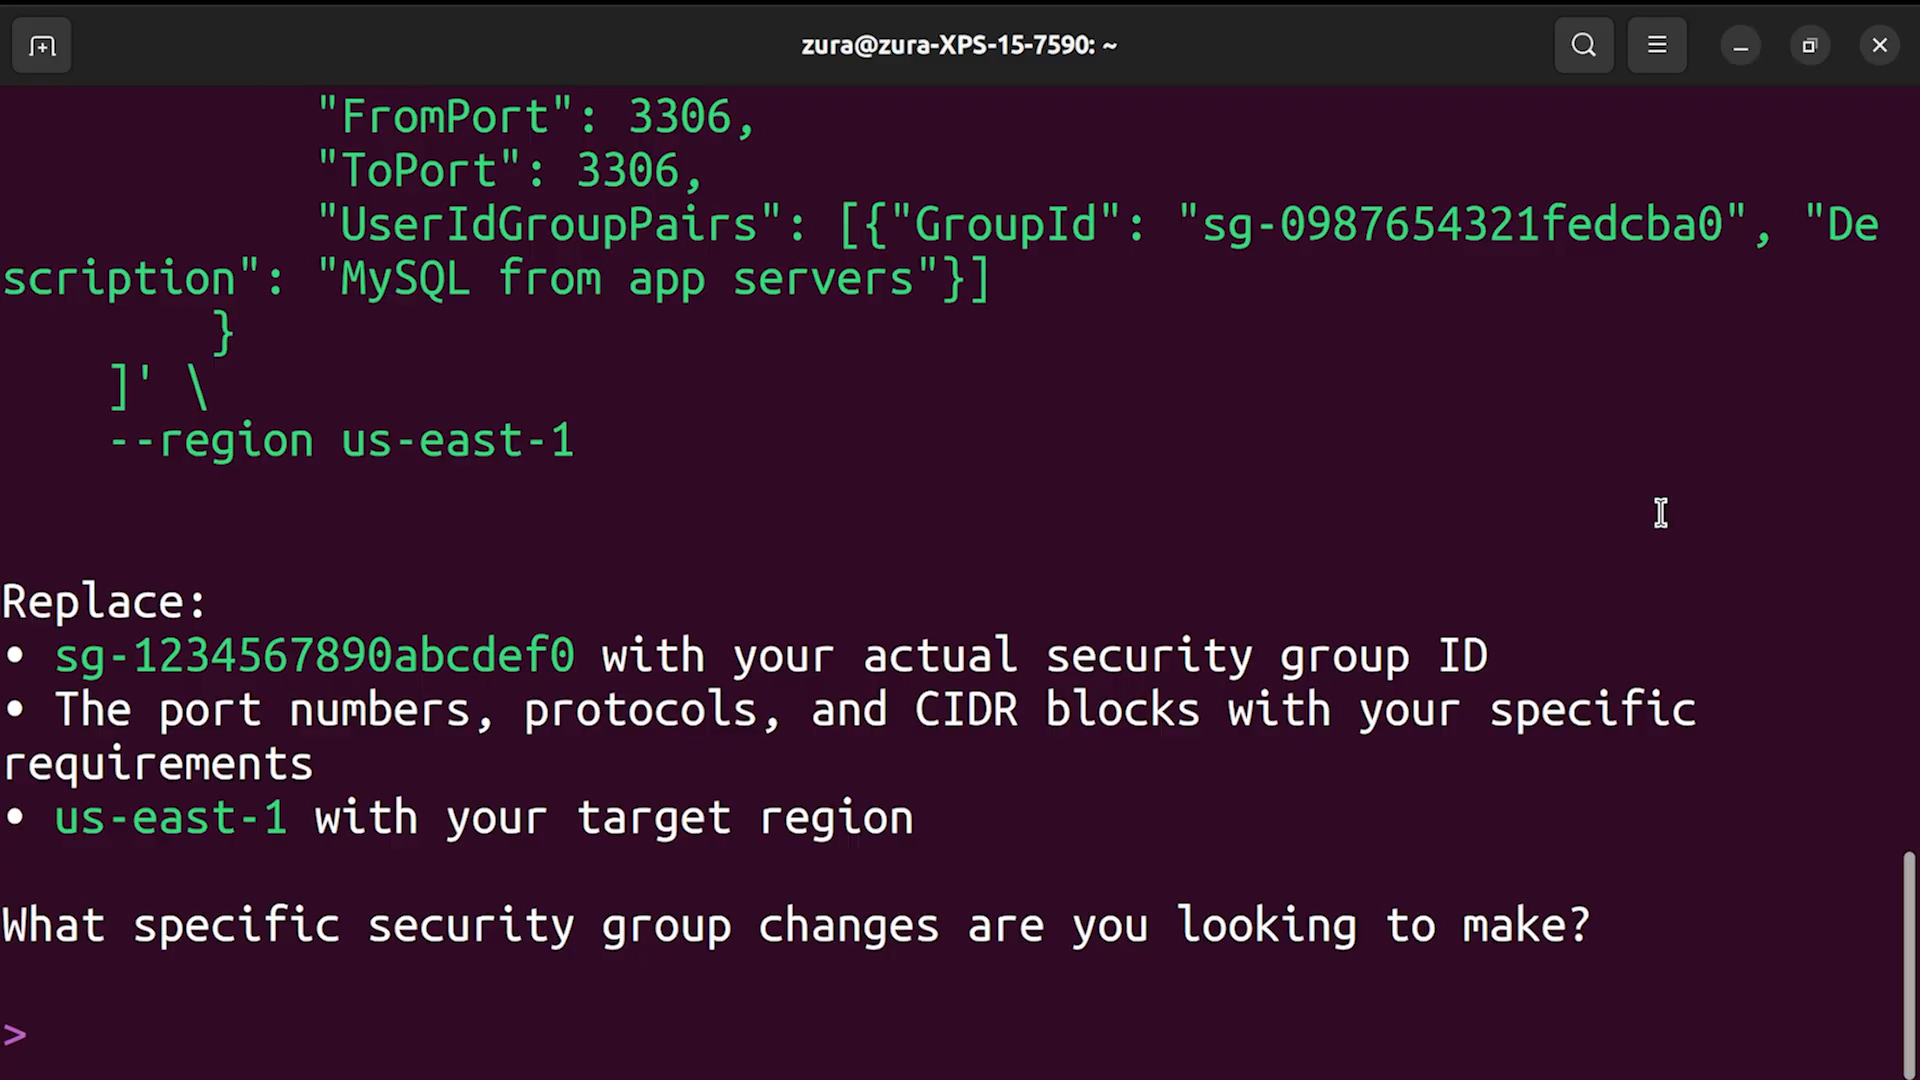 zura@zura-XPS-15-7590: ~
"FromPort": 3306,
"ToPort": 3306,
"UserIdGroupPairs": [{"GroupId": "sg-0987654321fedcba0", "De
scription": "MySQL from app servers"}]
}
]' \
--region us-east-1
Replace:
• sg-1234567890abcdef0 with your actual security group ID
• The port numbers, protocols, and CIDR blocks with your specific
requirements
• us-east-1 with your target region
What specific security group changes are you looking to make?
>